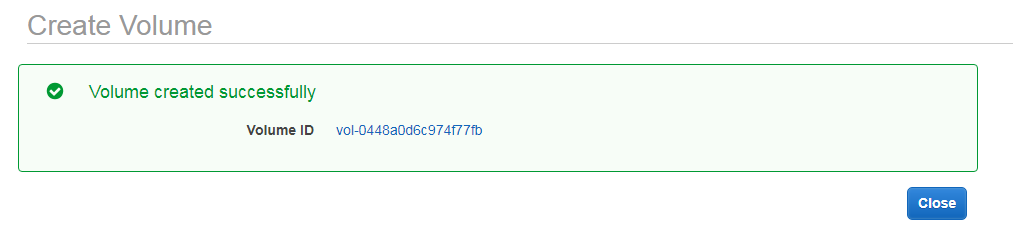 Create Volume
Volume created successfully
Volume ID vol-0448a0d6c974f77fb
Close